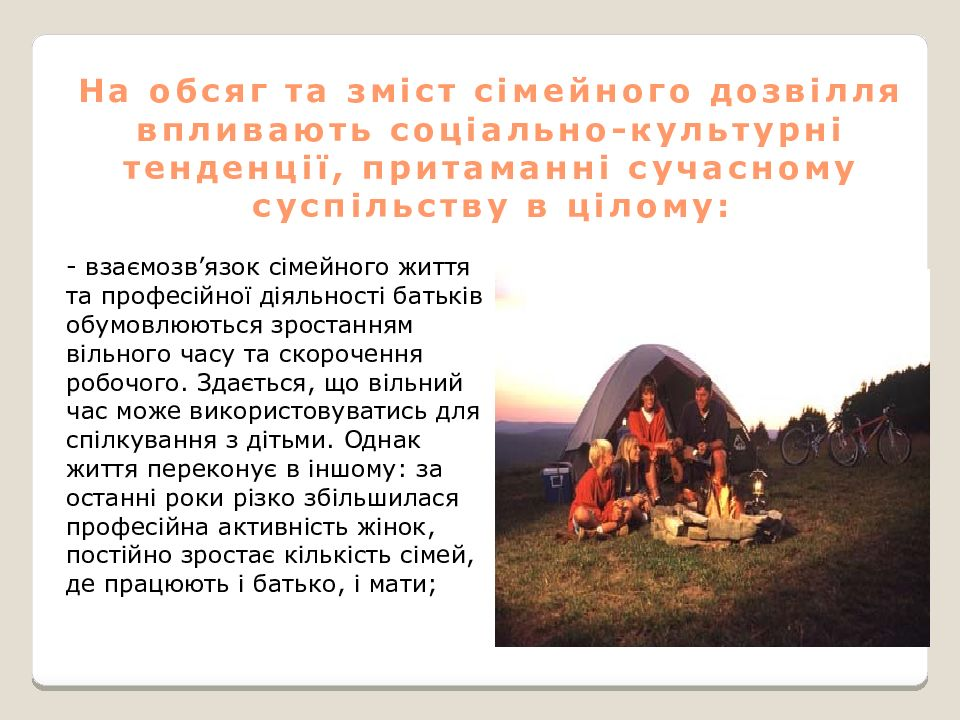 На обсяг та зміст сімейного дозвілля
впливають соціально-культурні
тенденції, притаманні сучасному
суспільству в цілому:
- взаємозв’язок сімейного життя
та професійної діяльності батьків
обумовлюються зростанням
вільного часу та скорочення
робочого. Здається, що вільний
час може використовуватись для
спілкування з дітьми. Однак
життя переконує в іншому: за
останні роки різко збільшилася
професійна активність жінок,
постійно зростає кількість сімей,
де працюють і батько, і мати;